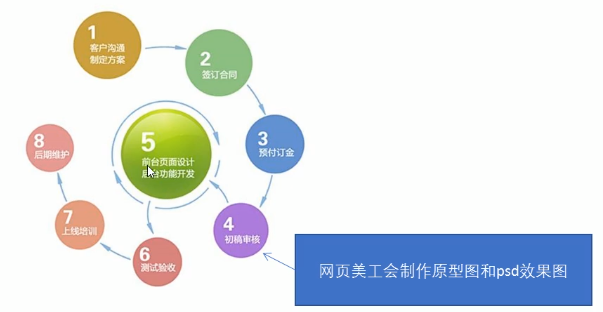 1
客户沟通
制定方案
2
签订合同
3
预付订金
4
初稿审核
5
前台页面设计
后台功能开发
6
测试验收
7
上线培训
8
后期维护
网页美工会制作原型图和psd效果图